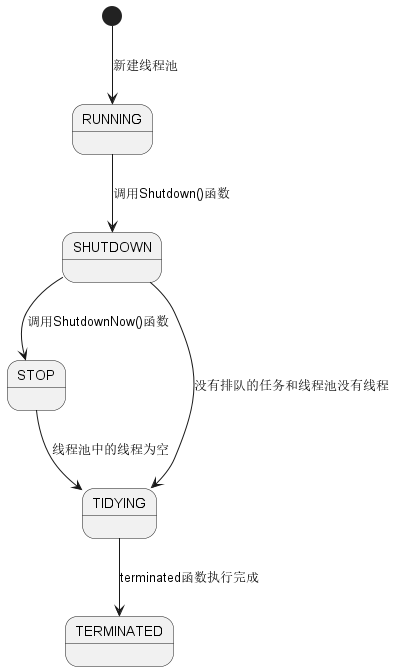 新建线程池
RUNNING
调用Shutdown()函数
SHUTDOWN
调用ShutdownNow()函数
STOP
没有排队的任务和线程池没有线程
线程池中的线程为空
TIDYING
terminated函数执行完成
TERMINATED